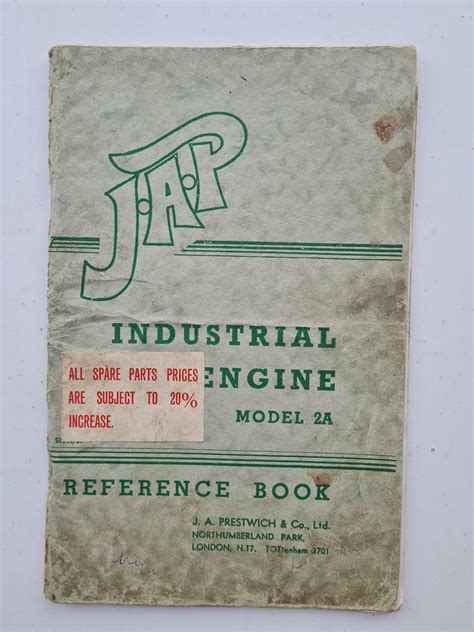 J·A·P
INDUSTRIAL
ENGINE
MODEL 2A
ALL SPARE PARTS PRICES
ARE SUBJECT TO 20%
INCREASE.
REFERENCE BOOK
J. A. PRESTWICH & Co., Ltd.
NORTHUMBERLAND PARK,
LONDON, N.17. TOTtenham 3701